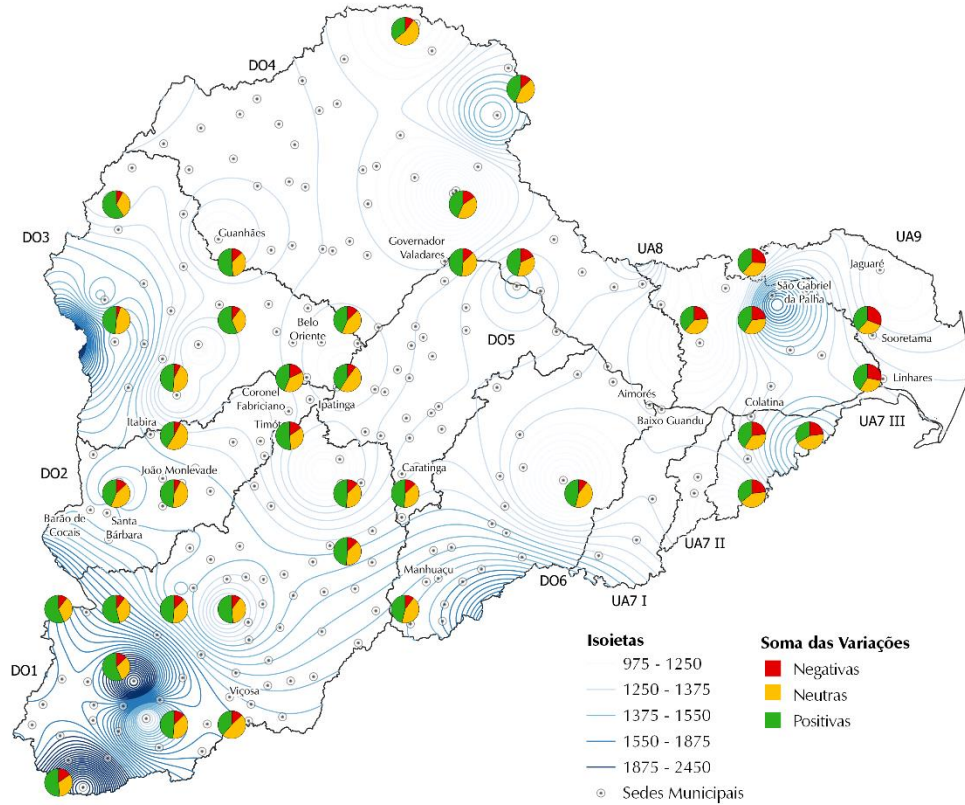 DO4
DO3
Guanhães
Governador
Valadares
UA8
UA9
Jaguaré
São Gabriel
da Palha
Sooretama
Belo
Oriente
DO5
Linhares
Coronel
Fabriciano
Ipatinga
Timót
Aimorés
Baixo Guandu
Colatina
UA7 III
Itabira
DO2
João Monlevade
Caratinga
Barão de
Cocais
Santa
Bárbara
UA7 II
Manhuaçu
DO6
UA7 I
DO1
Viçosa
Isoietas
975 - 1250
1250 - 1375
1375 - 1550
1550 - 1875
1875 - 2450
Sedes Municipais
Soma das Variações
Negativas
Neutras
Positivas